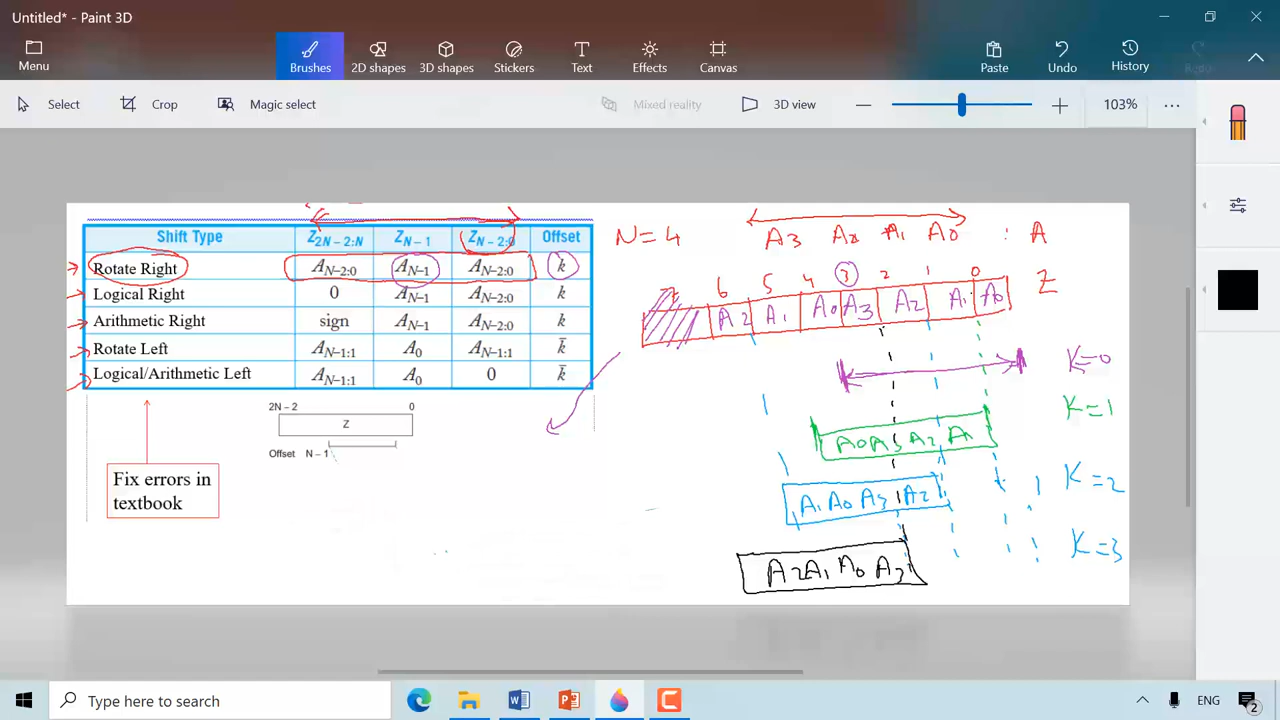 Untitled* - Paint 3D
Menu
Brushes
2D shapes
3D shapes
Stickers
Text
Effects
Canvas
Paste
Undo
History
Redo
Select
Crop
Magic select
Mixed reality
3D view
103%
Shift Type Z2N – 2:N ZN – 1 ZN – 2:0 Offset
Rotate Right AN–2:0 AN–1 AN–2:0 k
Logical Right 0 AN–1 AN–2:0 k
Arithmetic Right sign AN–1 AN–2:0 k
Rotate Left AN–1:1 A0 AN–1:1 k̅
Logical/Arithmetic Left AN–1:1 A0 0 k̅
2N – 2 0
Z
Offset N – 1
Fix errors in
textbook
N=4 A3 A2 A1 A0 : A
6 5 4 3 2 1 0
A2 A1 A0 A3 A2 A1 A0 Z
K=0
K=1
A0 A3 A2 A1
K=2
A1 A0 A3 A2
K=3
A2 A1 A0 A3
Type here to search
ENG
2